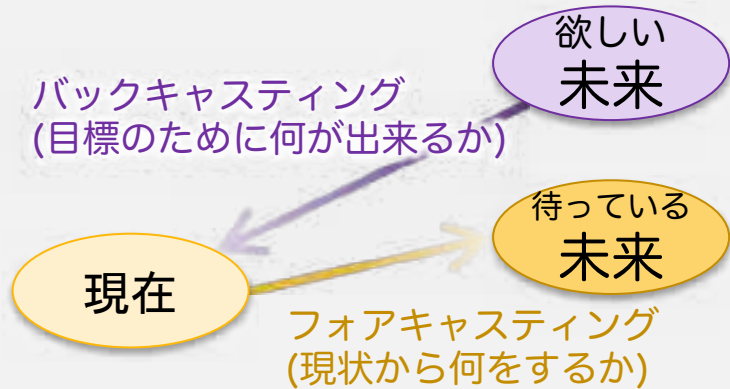 欲しい
未来
バックキャスティング
(目標のために何が出来るか)
待っている
未来
現在
フォアキャスティング
(現状から何をするか)